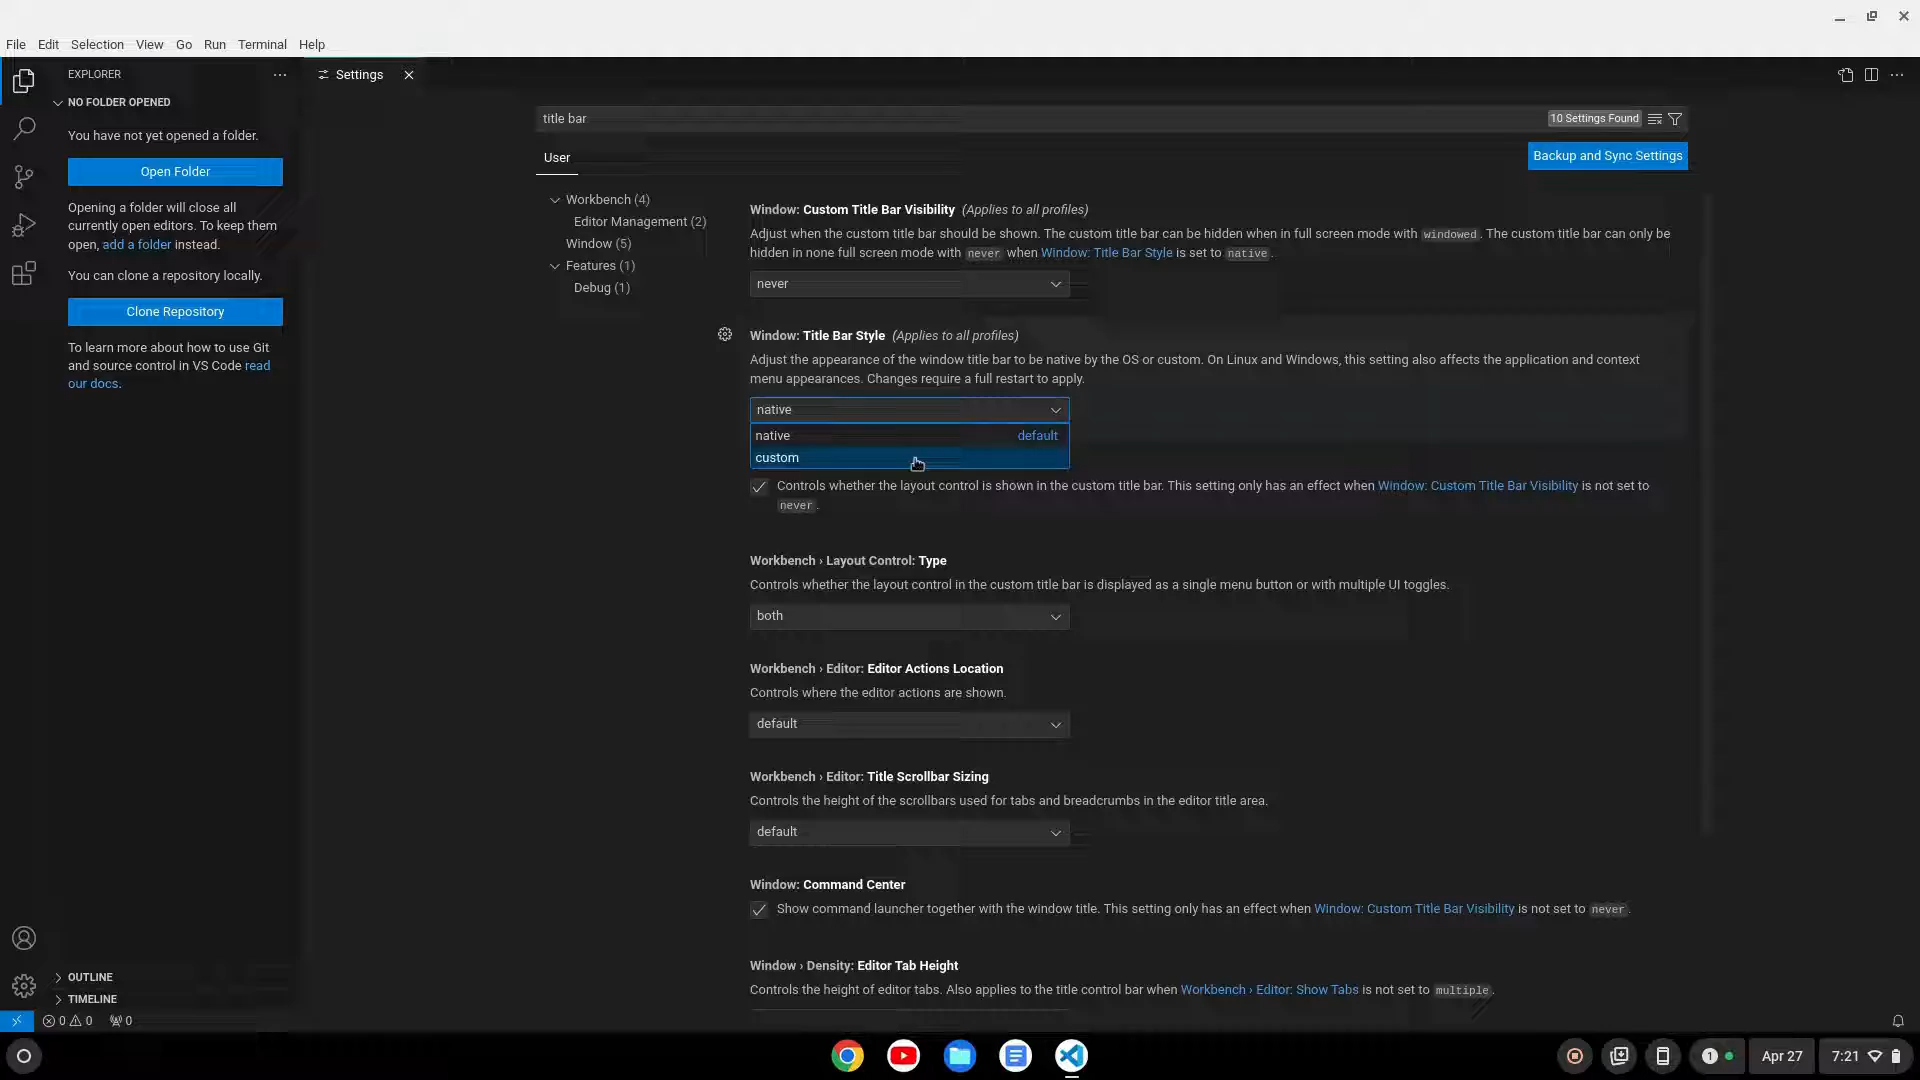 File Edit Selection View Go Run Terminal Help
EXPLORER
Settings
NO FOLDER OPENED
You have not yet opened a folder.
Open Folder
Opening a folder will close all
currently open editors. To keep them
open, add a folder instead.
You can clone a repository locally.
Clone Repository
To learn more about how to use Git
and source control in VS Code read
our docs.
OUTLINE
TIMELINE
title bar
10 Settings Found
User
Backup and Sync Settings
Workbench (4)
Editor Management (2)
Window (5)
Features (1)
Debug (1)
Window: Custom Title Bar Visibility (Applies to all profiles)
Adjust when the custom title bar should be shown. The custom title bar can be hidden when in full screen mode with windowed. The custom title bar can only be
hidden in none full screen mode with never when Window: Title Bar Style is set to native.
never
Window: Title Bar Style (Applies to all profiles)
Adjust the appearance of the window title bar to be native by the OS or custom. On Linux and Windows, this setting also affects the application and context
menu appearances. Changes require a full restart to apply.
native
native default
custom
Controls whether the layout control is shown in the custom title bar. This setting only has an effect when Window: Custom Title Bar Visibility is not set to
never.
Workbench › Layout Control: Type
Controls whether the layout control in the custom title bar is displayed as a single menu button or with multiple UI toggles.
both
Workbench › Editor: Editor Actions Location
Controls where the editor actions are shown.
default
Workbench › Editor: Title Scrollbar Sizing
Controls the height of the scrollbars used for tabs and breadcrumbs in the editor title area.
default
Window: Command Center
Show command launcher together with the window title. This setting only has an effect when Window: Custom Title Bar Visibility is not set to never.
Window › Density: Editor Tab Height
Controls the height of editor tabs. Also applies to the title control bar when Workbench › Editor: Show Tabs is not set to multiple.
0 0 0
1 Apr 27 7:21